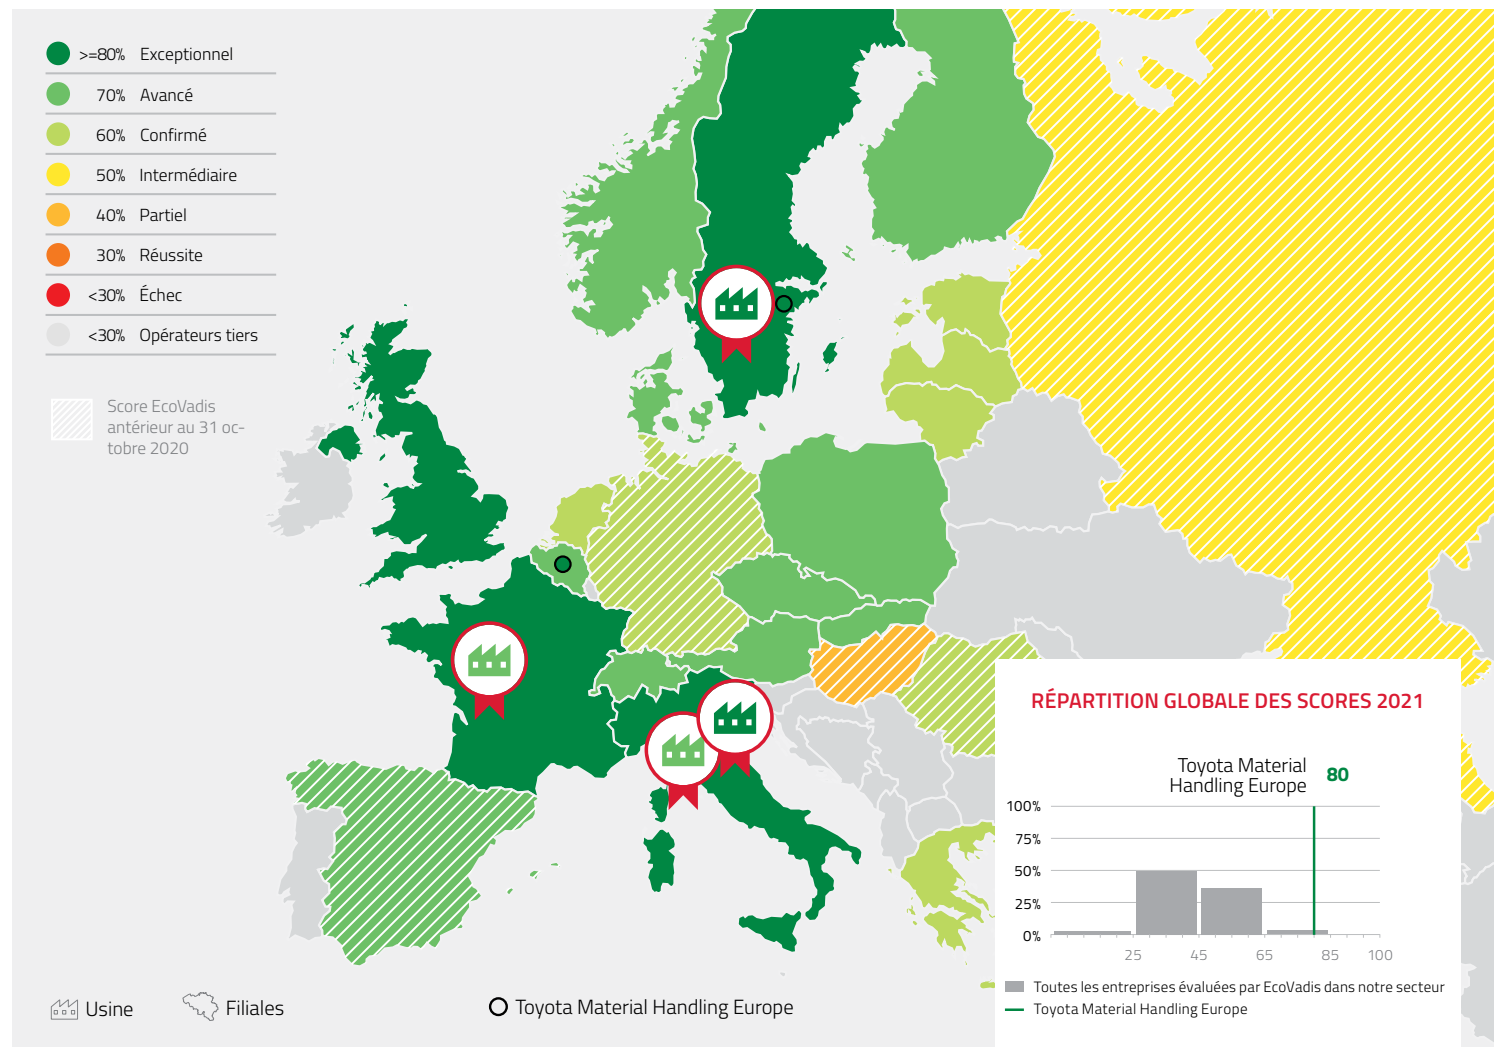 >=80% Exceptionnel
70% Avancé
60% Confirmé
50% Intermédiaire
40% Partiel
30% Réussite
<30% Échec
<30% Opérateurs tiers
Score EcoVadis
antérieur au 31 oc-
tobre 2020
RÉPARTITION GLOBALE DES SCORES 2021
Toyota Material
Handling Europe 80
100%
75%
50%
25%
0%
25 45 65 85 100
Toutes les entreprises évaluées par EcoVadis dans notre secteur
Toyota Material Handling Europe
Usine
Filiales
Toyota Material Handling Europe